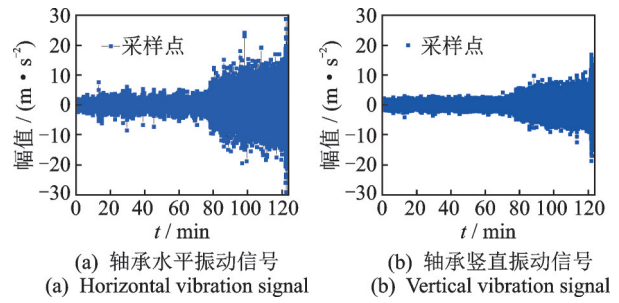 30
20
10
0
−10
−20
−30
幅值 / (m • s⁻²)
采样点
0 20 40 60 80 100 120
t / min
(a) 轴承水平振动信号
(a) Horizontal vibration signal
30
20
10
0
−10
−20
−30
幅值 / (m • s⁻²)
采样点
0 20 40 60 80 100 120
t / min
(b) 轴承竖直振动信号
(b) Vertical vibration signal